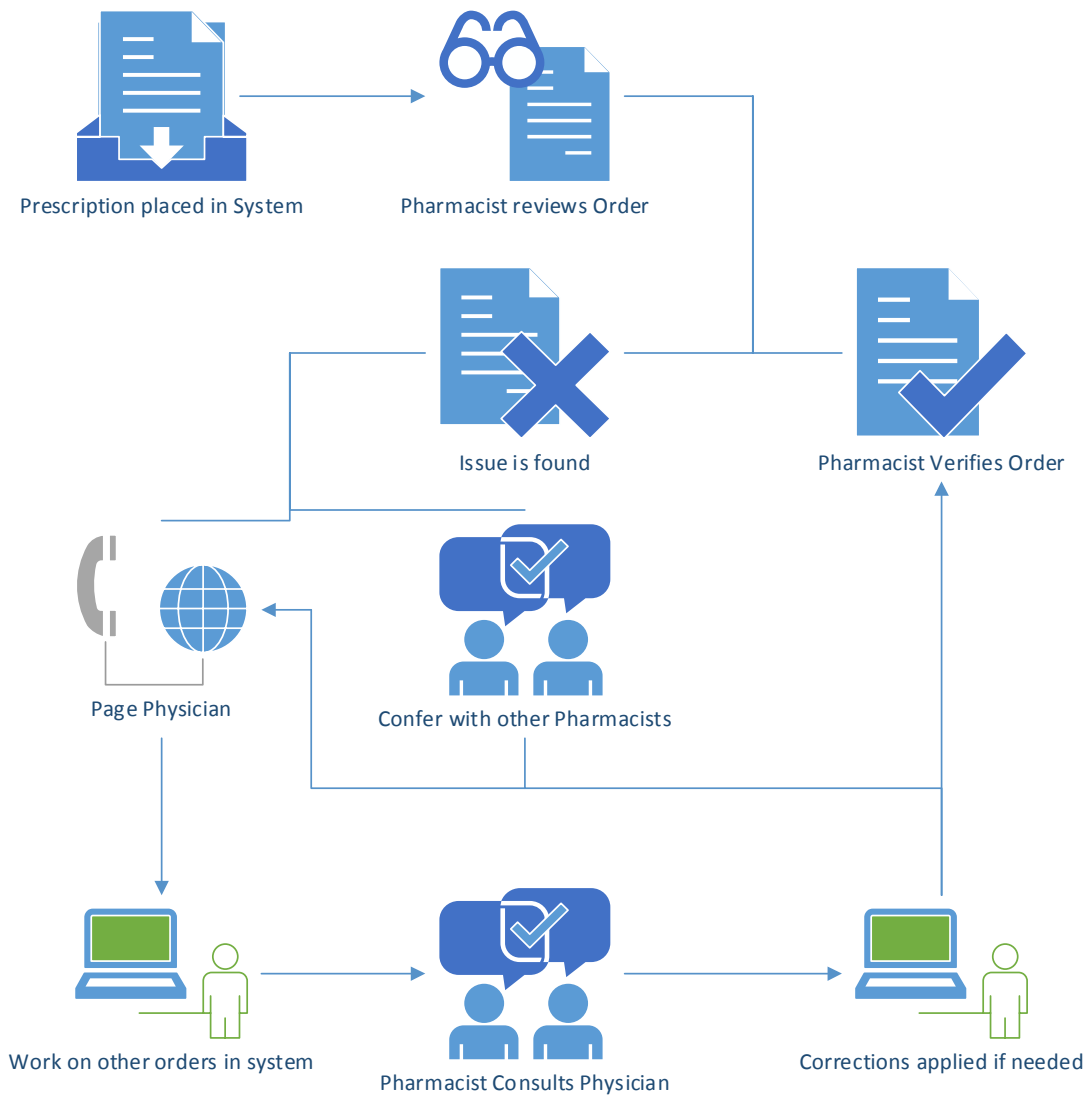 Prescription placed in System
Pharmacist reviews Order
Issue is found
Pharmacist Verifies Order
Page Physician
Confer with other Pharmacists
Work on other orders in system
Pharmacist Consults Physician
Corrections applied if needed